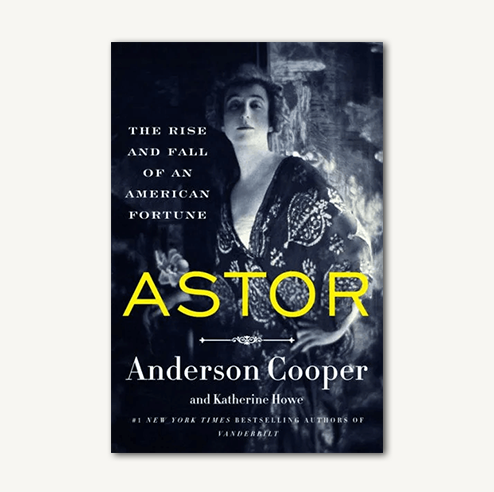 THE RISE
AND FALL
OF AN
AMERICAN
FORTUNE
ASTOR
Anderson Cooper
and Katherine Howe
#1 NEW YORK TIMES BESTSELLING AUTHORS OF
VANDERBILT